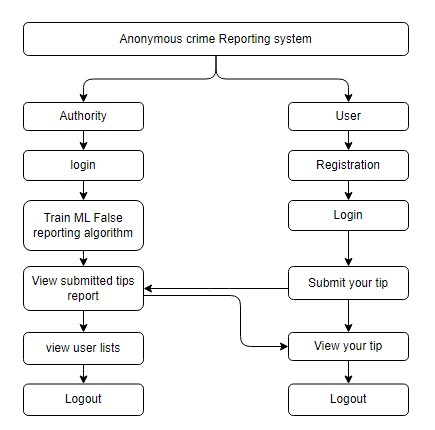 Anonymous crime Reporting system
Authority
User
login
Registration
Train ML False
reporting algorithm
Login
View submitted tips
report
Submit your tip
view user lists
View your tip
Logout
Logout